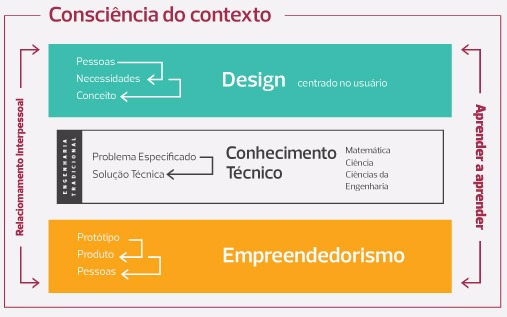 Consciência do contexto
Relacionamento Interpessoal
Pessoas
Necessidades
Conceito
Design centrado no usuário
ENGENHARIA
TRADICIONAL
Problema Especificado
Solução Técnica
Conhecimento
Técnico
Matemática
Ciência
Ciências da
Engenharia
Protótipo
Produto
Pessoas
Empreendedorismo
Aprender a aprender